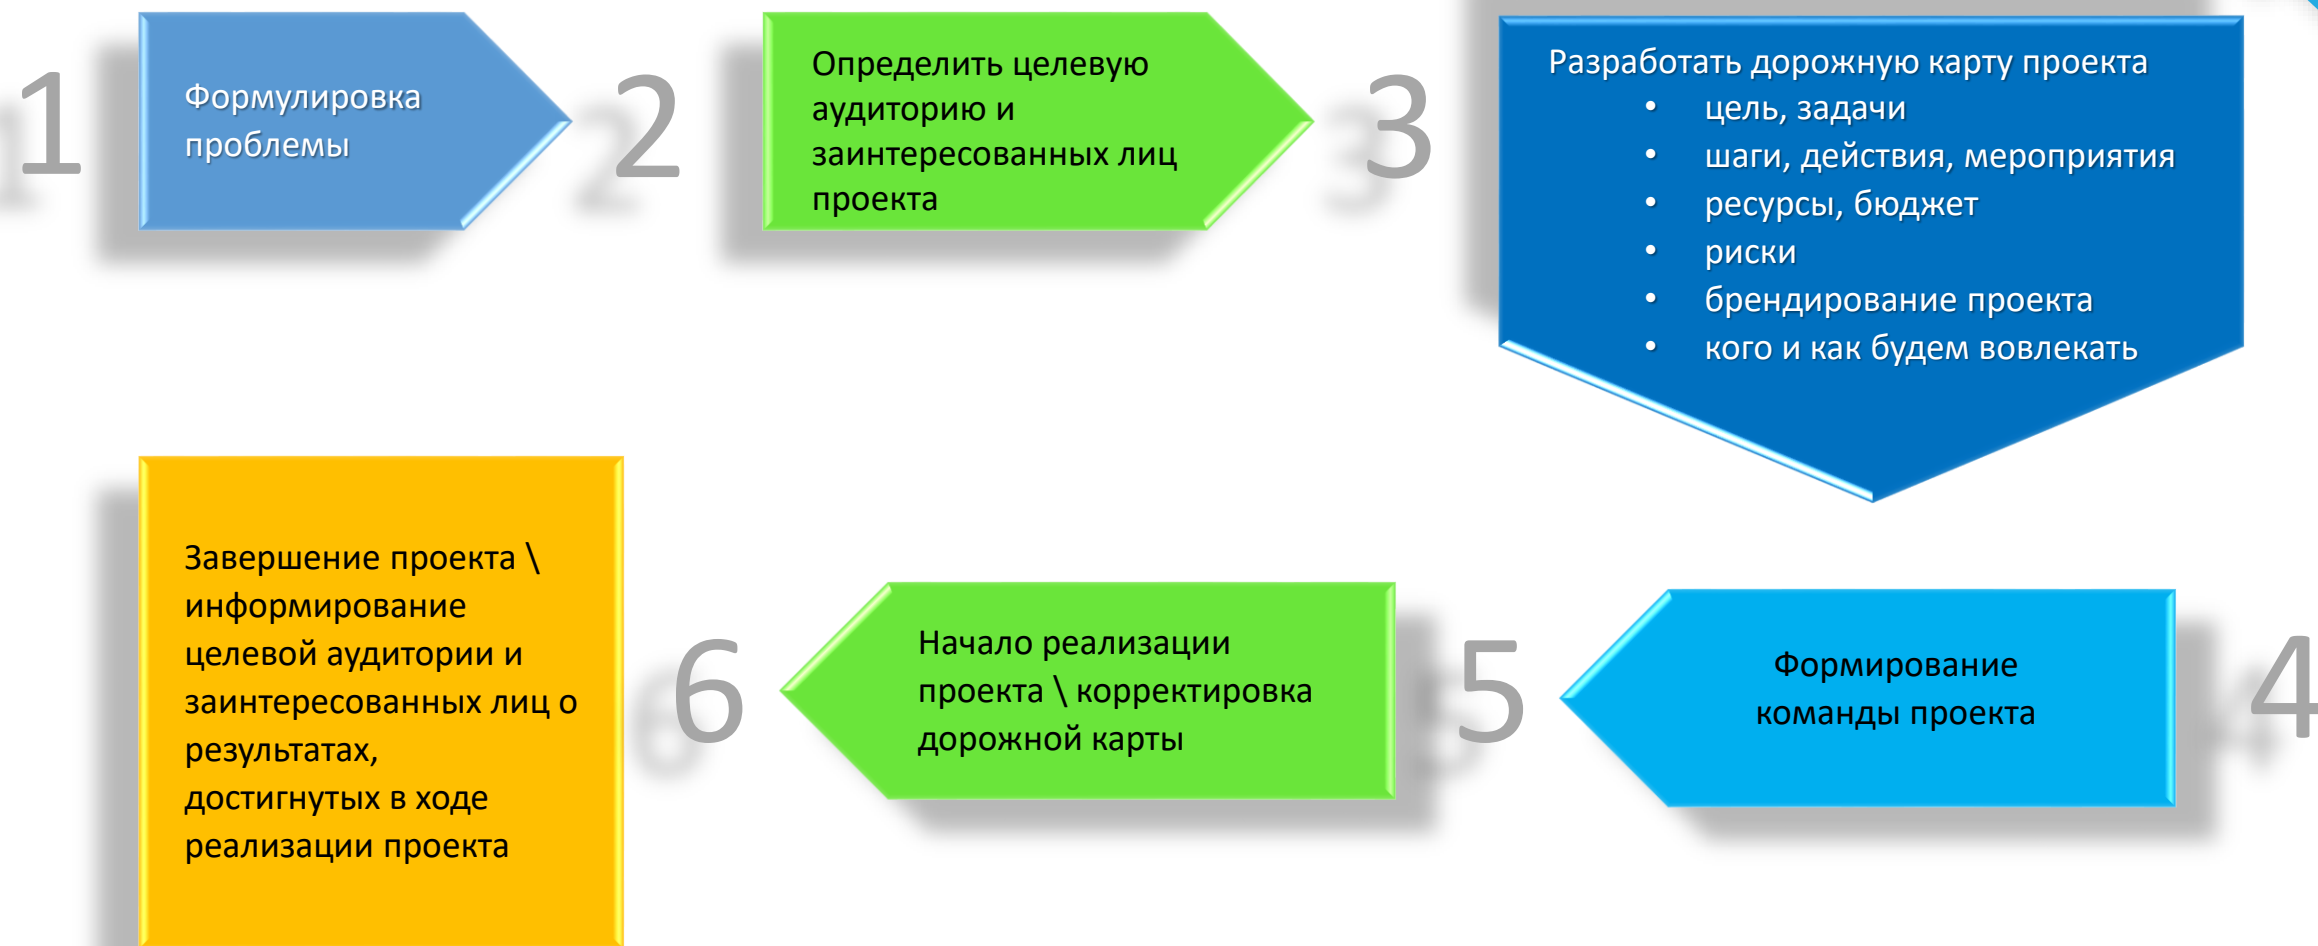 1
Формулировка
проблемы
2
Определить целевую
аудиторию и
заинтересованных лиц
проекта
3
Разработать дорожную карту проекта
• цель, задачи
• шаги, действия, мероприятия
• ресурсы, бюджет
• риски
• брендирование проекта
• кого и как будем вовлекать
4
Формирование
команды проекта
5
Начало реализации
проекта \ корректировка
дорожной карты
6
Завершение проекта \
информирование
целевой аудитории и
заинтересованных лиц о
результатах,
достигнутых в ходе
реализации проекта